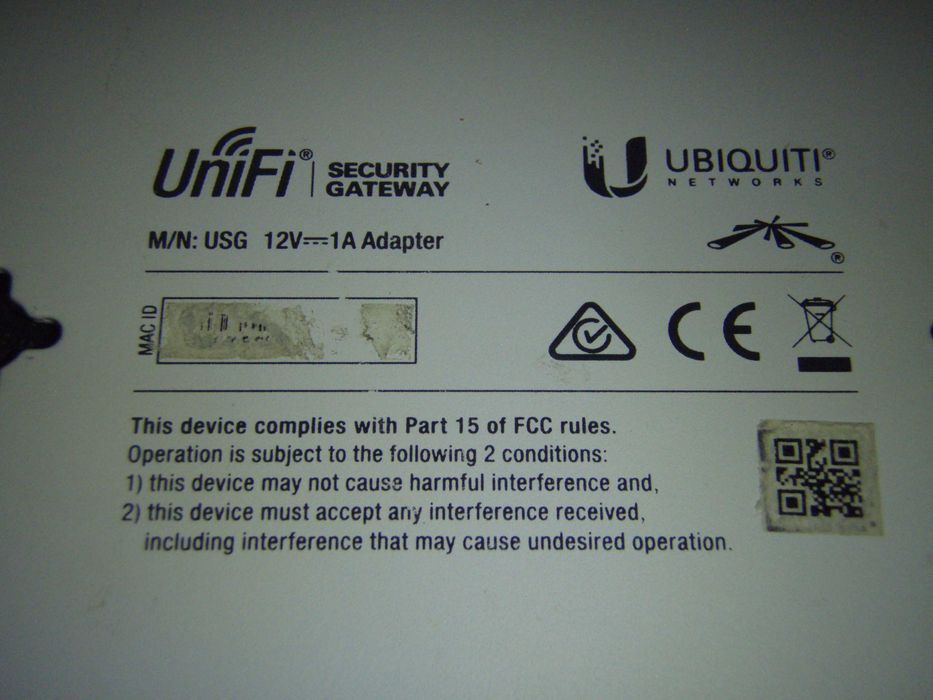 UniFi® | SECURITY GATEWAY
UBIQUITI®
NETWORKS
M/N: USG 12V⎓1A Adapter
®
MAC ID
This device complies with Part 15 of FCC rules.
Operation is subject to the following 2 conditions:
1) this device may not cause harmful interference and,
2) this device must accept any interference received,
including interference that may cause undesired operation.